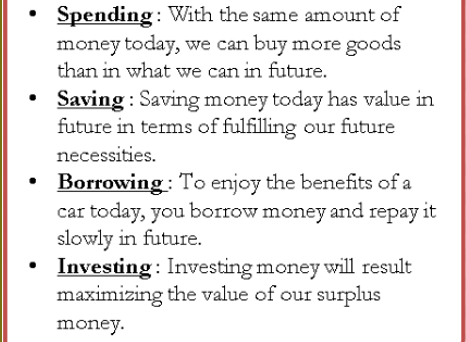 • Spending : With the same amount of
money today, we can buy more goods
than in what we can in future.
• Saving : Saving money today has value in
future in terms of fulfilling our future
necessities.
• Borrowing : To enjoy the benefits of a
car today, you borrow money and repay it
slowly in future.
• Investing : Investing money will result
maximizing the value of our surplus
money.